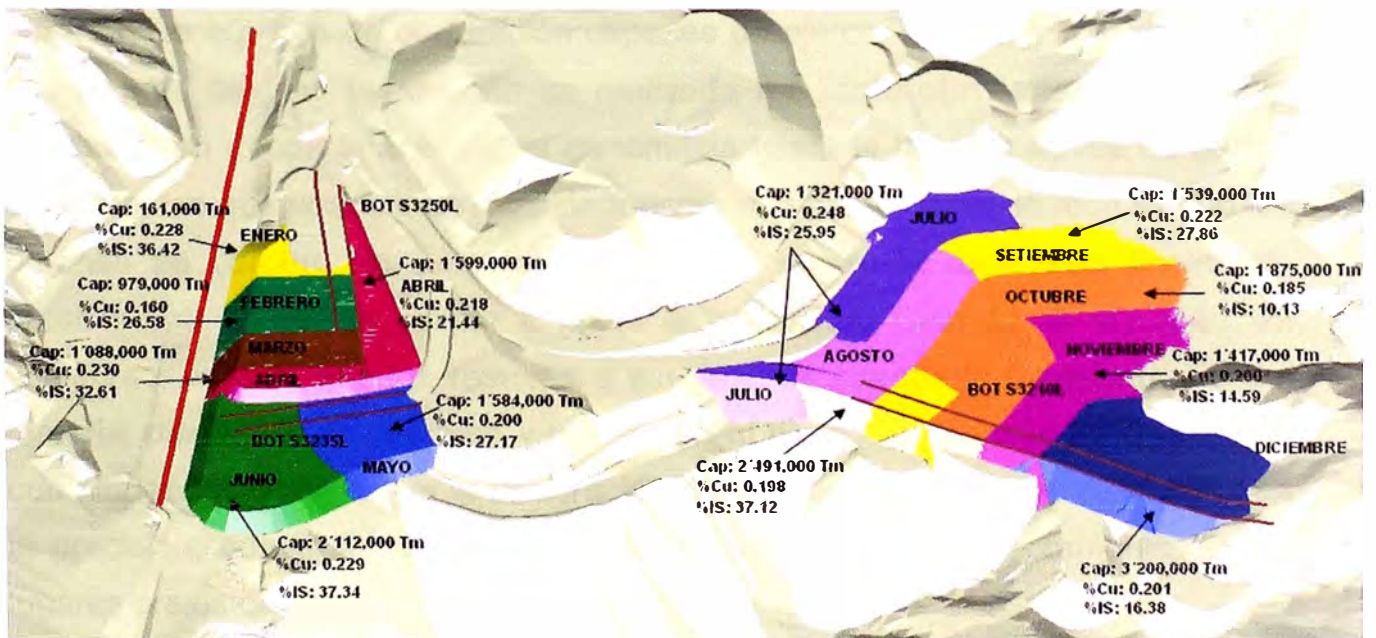 Cap: 161,000 Tm
%Cu: 0.228
%IS: 36.42
ENERO
BOT S3250L
Cap: 979,000 Tm
%Cu: 0.160
%IS: 26.58
FEBRERO
Cap: 1'599,000 Tm
ABRIL
%Cu: 0.218
%IS: 21.44
Cap: 1'088,000 Tm
%Cu: 0.230
%IS: 32.61
MARZO
ABRIL
Cap: 1'584,000 Tm
%Cu: 0.200
%IS: 27.17
BOT S3235L
MAYO
JUNIO
Cap: 2'112,000 Tm
%Cu: 0.229
%IS: 37.34
Cap: 1'321,000 Tm
%Cu: 0.248
%IS: 25.95
JULIO
Cap: 1'539,000 Tm
%Cu: 0.222
%IS: 27.86
SETIEMBRE
OCTUBRE
Cap: 1'875,000 Tm
%Cu: 0.185
%IS: 10.13
AGOSTO
NOVIEMBRE
Cap: 1'417,000 Tm
%Cu: 0.200
%IS: 14.59
JULIO
BOT S3210L
DICIEMBRE
Cap: 2'491,000 Tm
%Cu: 0.198
%IS: 37.12
Cap: 3'200,000 Tm
%Cu: 0.201
%IS: 16.38